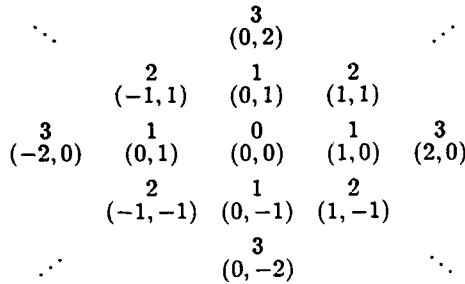 3
(0, 2)
2 1 2
(-1, 1) (0, 1) (1, 1)
3 1 0 1 3
(-2, 0) (0, 1) (0, 0) (1, 0) (2, 0)
2 1 2
(-1, -1) (0, -1) (1, -1)
3
(0, -2)